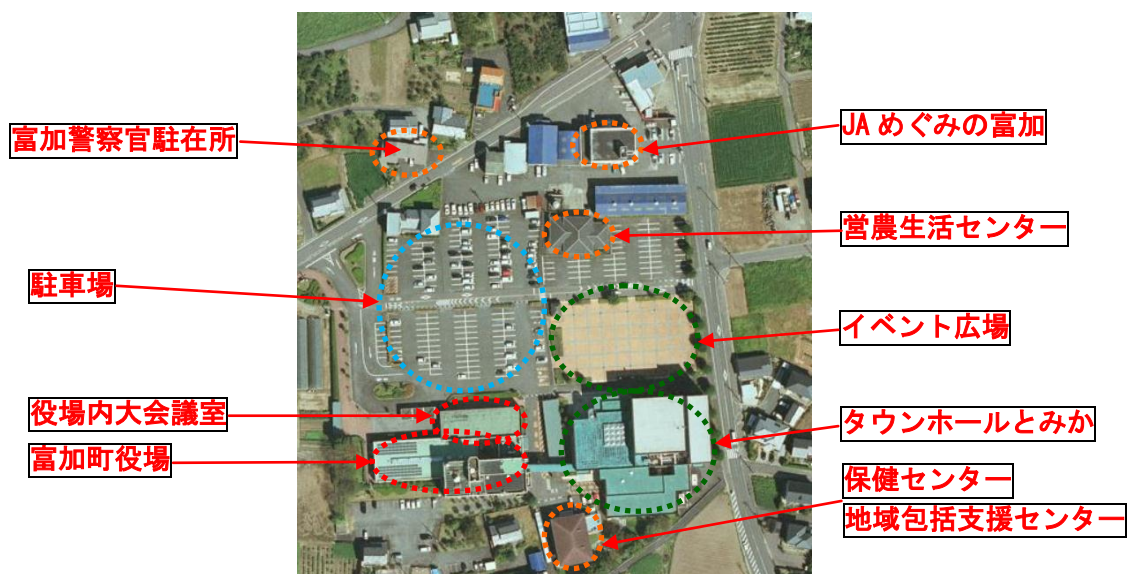 富加警察官駐在所
駐車場
役場内大会議室
富加町役場
JAめぐみの富加
営農生活センター
イベント広場
タウンホールとみか
保健センター
地域包括支援センター